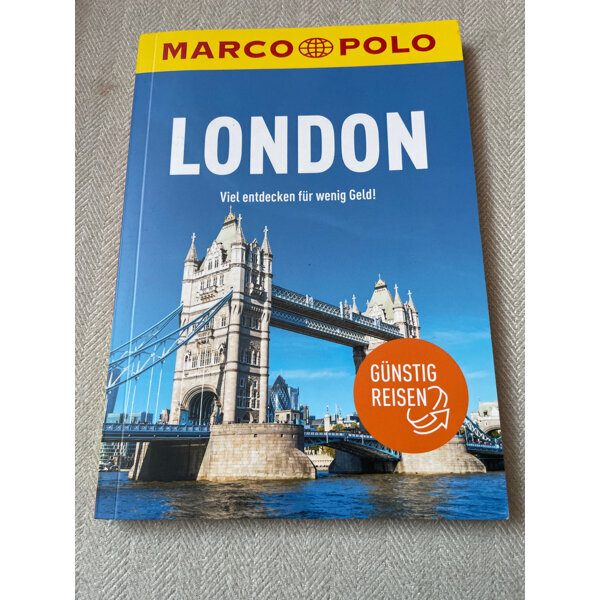 MARCO POLO
LONDON
Viel entdecken für wenig Geld!
GÜNSTIG
REISEN